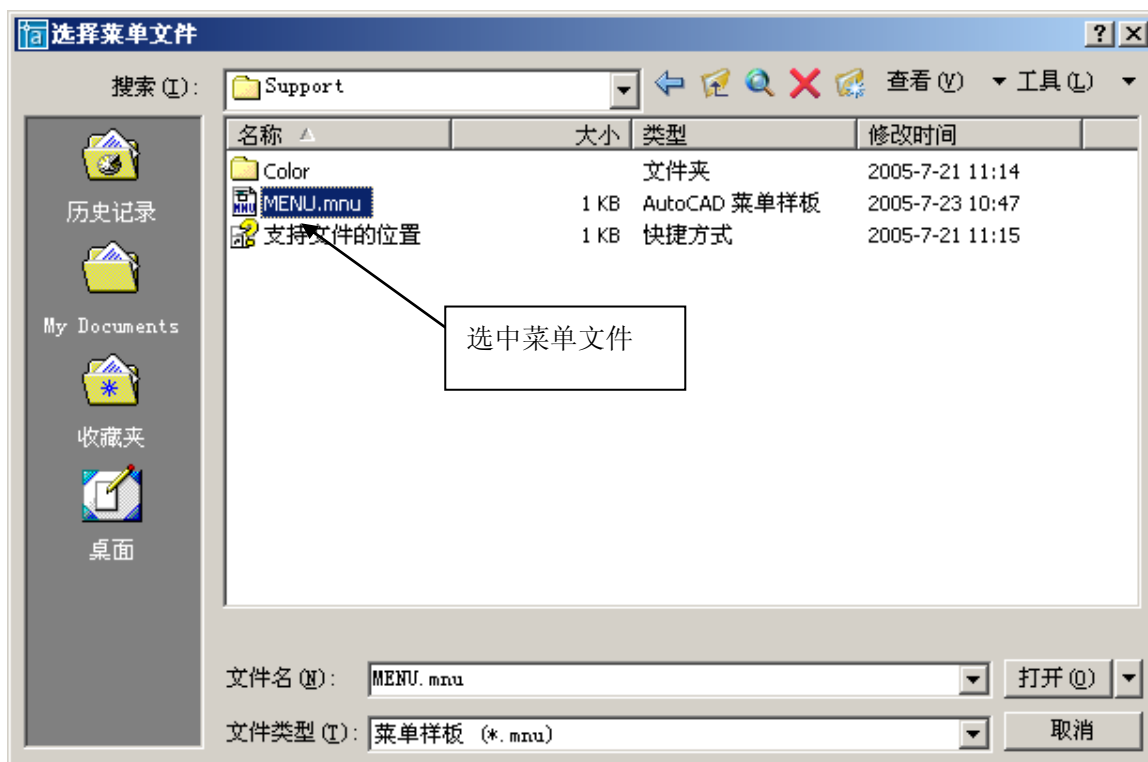 选择菜单文件
搜索(I): Support 查看(V) 工具(L)
名称 大小 类型 修改时间
Color 文件夹 2005-7-21 11:14
MENU.mnu 1 KB AutoCAD 菜单样板 2005-7-23 10:47
支持文件的位置 1 KB 快捷方式 2005-7-21 11:15
历史记录
My Documents
收藏夹
桌面
选中菜单文件
文件名(N): MENU.mnu 打开(O)
文件类型(T): 菜单样板 (*.mnu) 取消